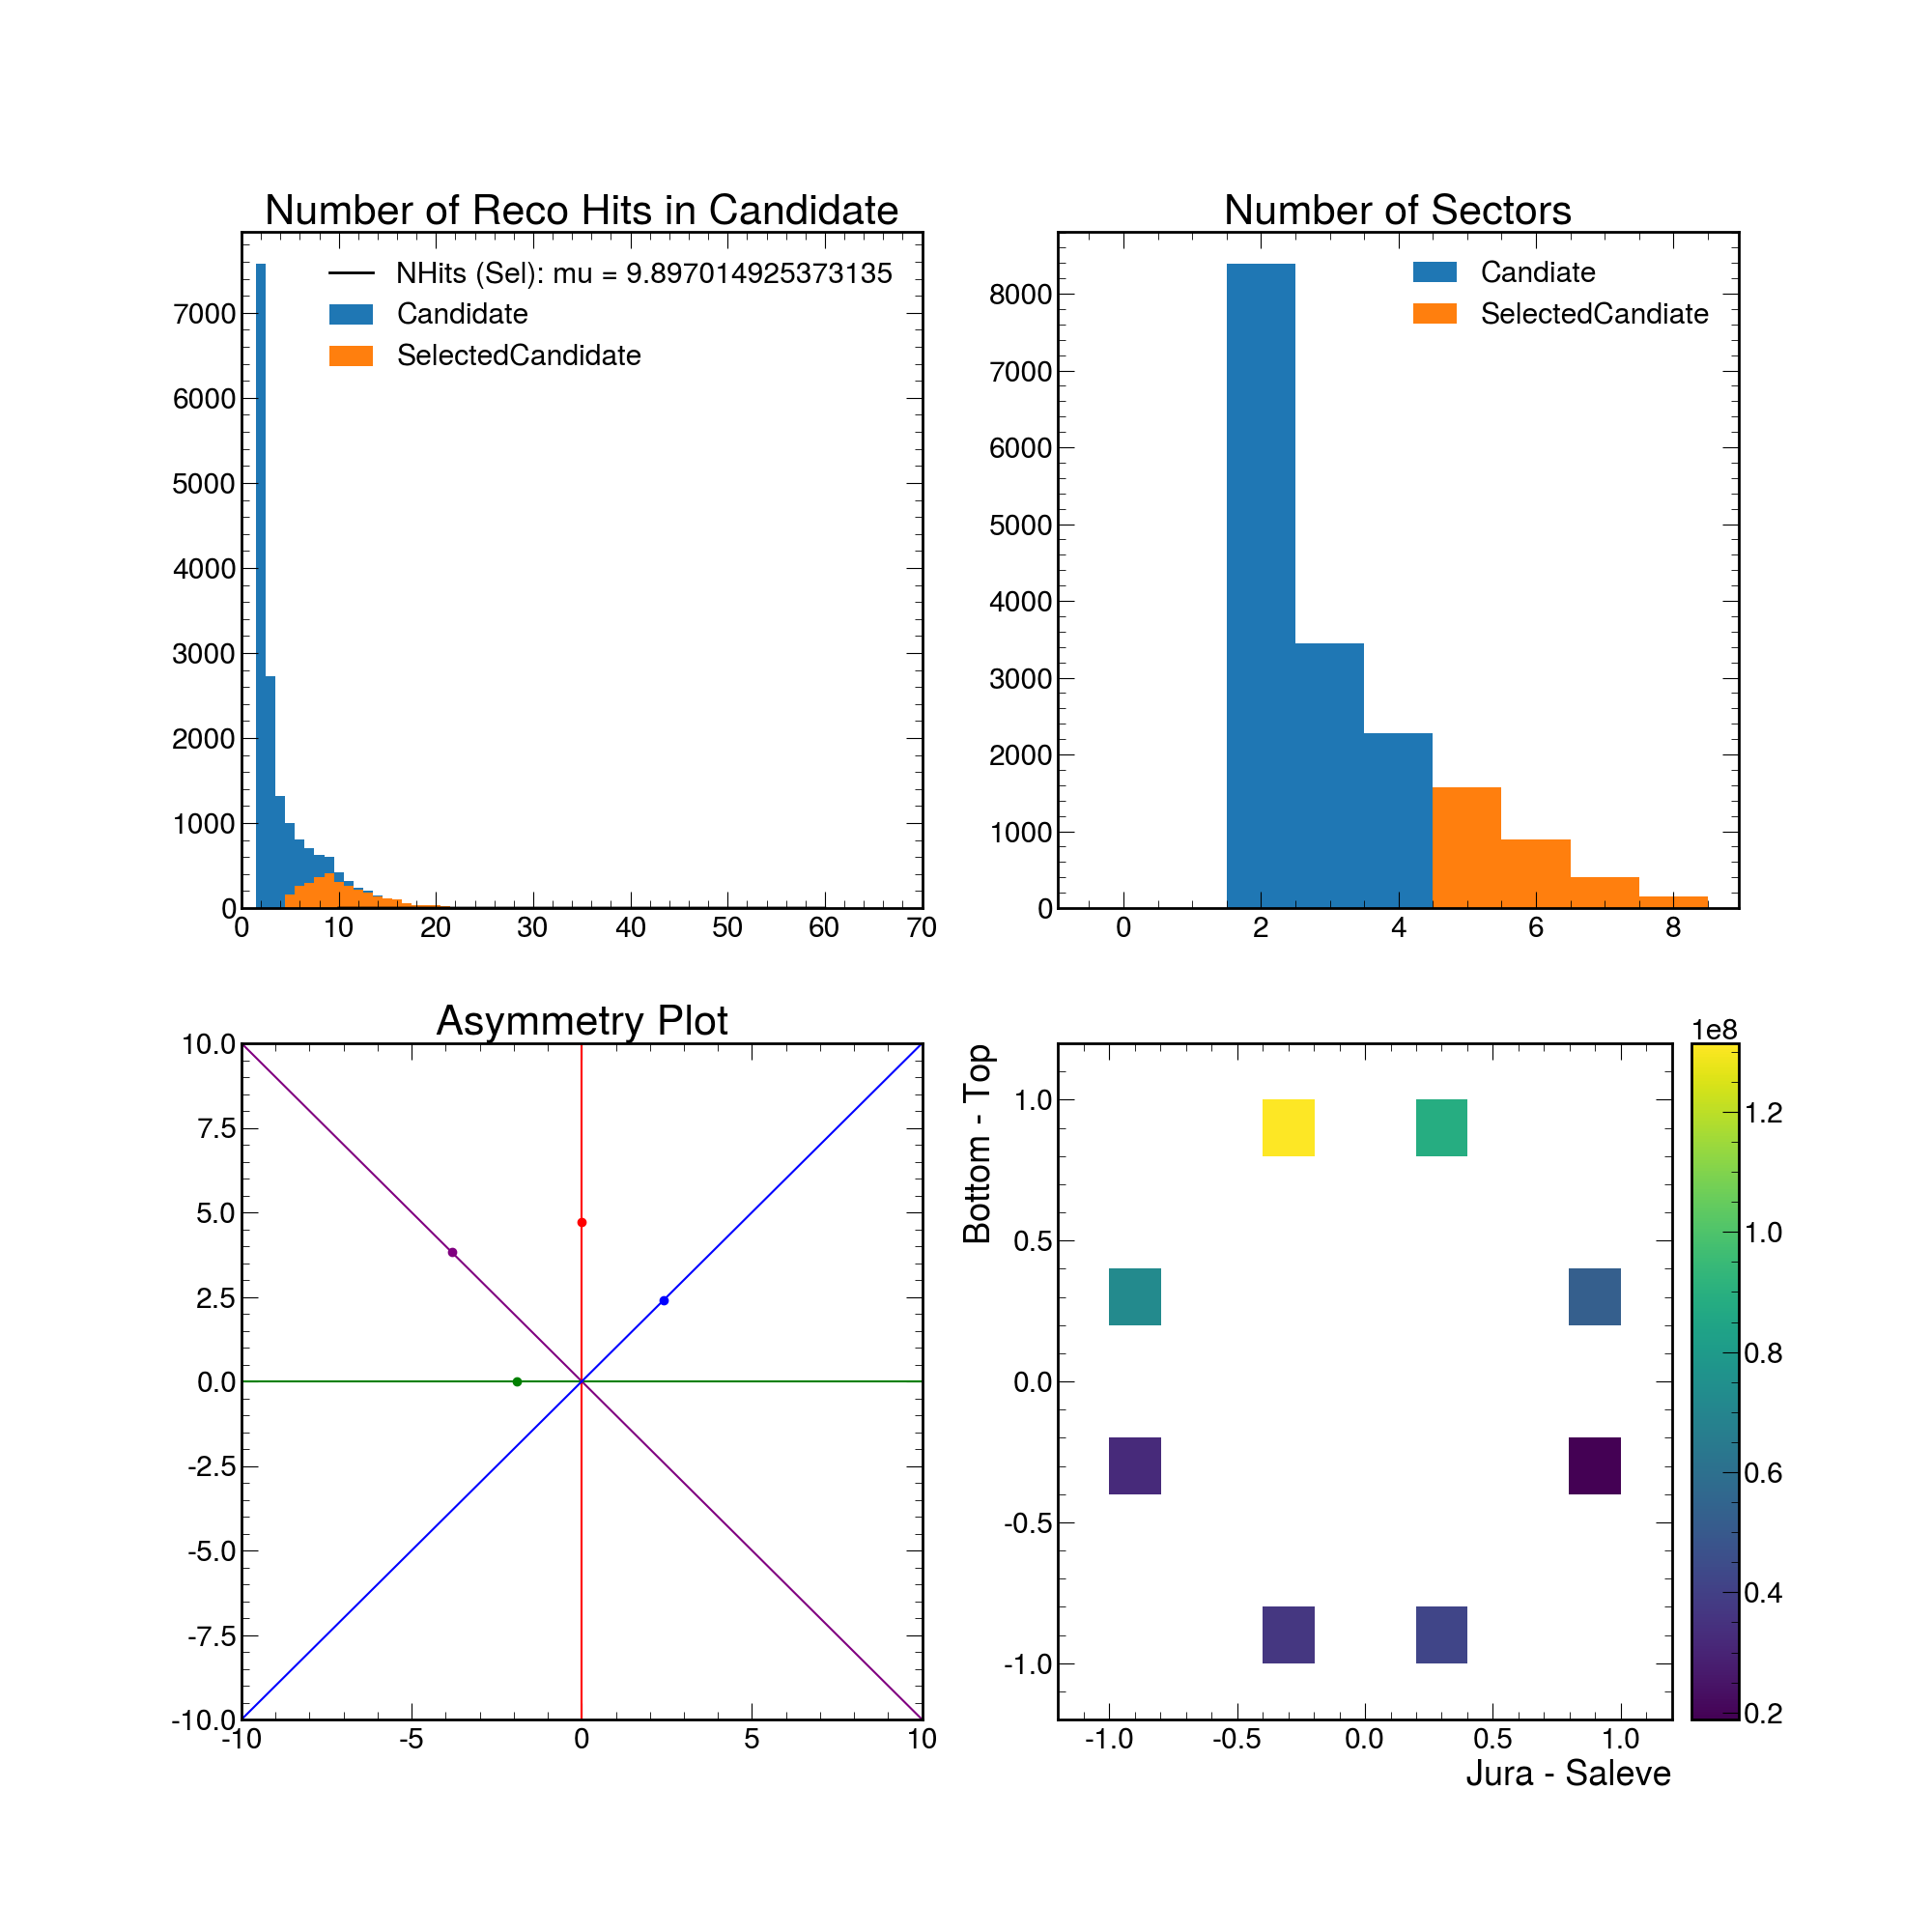 Number of Reco Hits in Candidate
NHits (Sel): mu = 9.897014925373135
Candidate
SelectedCandidate
7000
6000
5000
4000
3000
2000
1000
0
0 10 20 30 40 50 60 70
Number of Sectors
Candiate
SelectedCandiate
8000
7000
6000
5000
4000
3000
2000
1000
0
0 2 4 6 8
Asymmetry Plot
10.0
7.5
5.0
2.5
0.0
-2.5
-5.0
-7.5
-10.0
-10 -5 0 5 10
Bottom - Top
1.0
0.5
0.0
-0.5
-1.0
-1.0 -0.5 0.0 0.5 1.0
Jura - Saleve
1e8
1.2
1.0
0.8
0.6
0.4
0.2